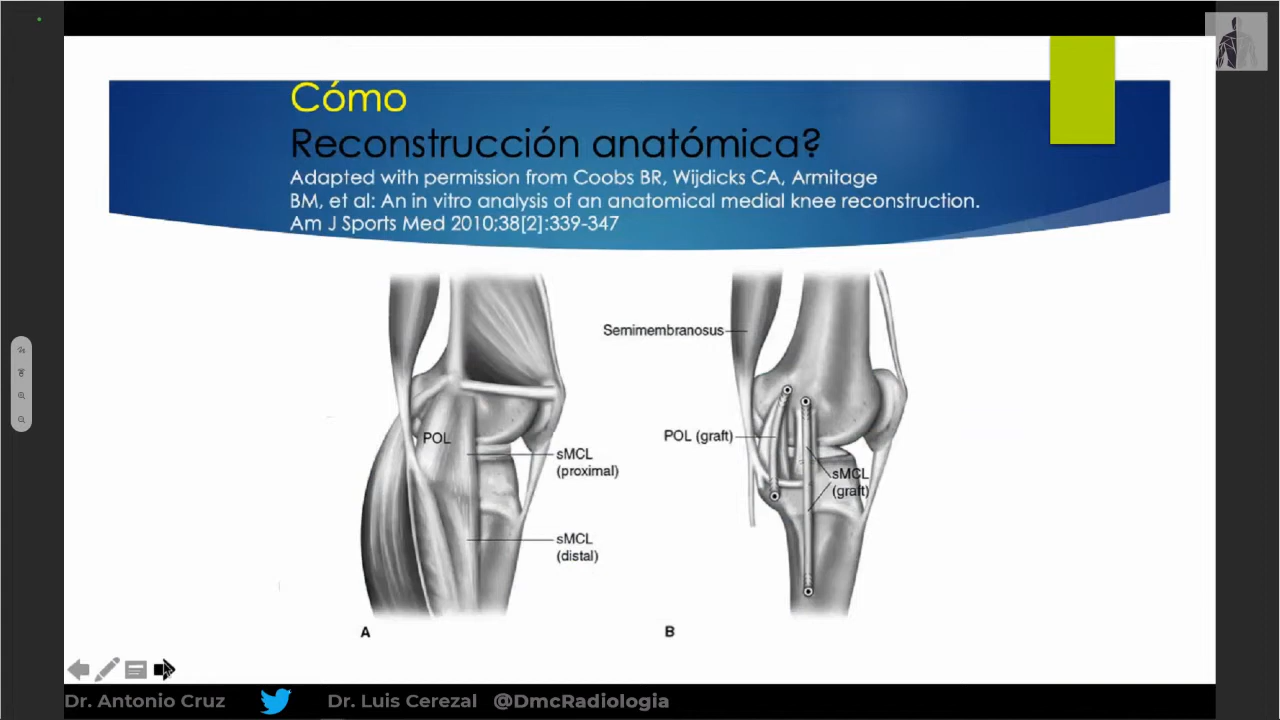 Cómo
Reconstrucción anatómica?
Adapted with permission from Coobs BR, Wijdicks CA, Armitage
BM, et al: An in vitro analysis of an anatomical medial knee reconstruction.
Am J Sports Med 2010;38[2]:339-347
Semimembranosus
POL
sMCL
(proximal)
sMCL
(distal)
POL (graft)
sMCL
(graft)
A
B
Dr. Antonio Cruz
Dr. Luis Cerezal @DmcRadiologia